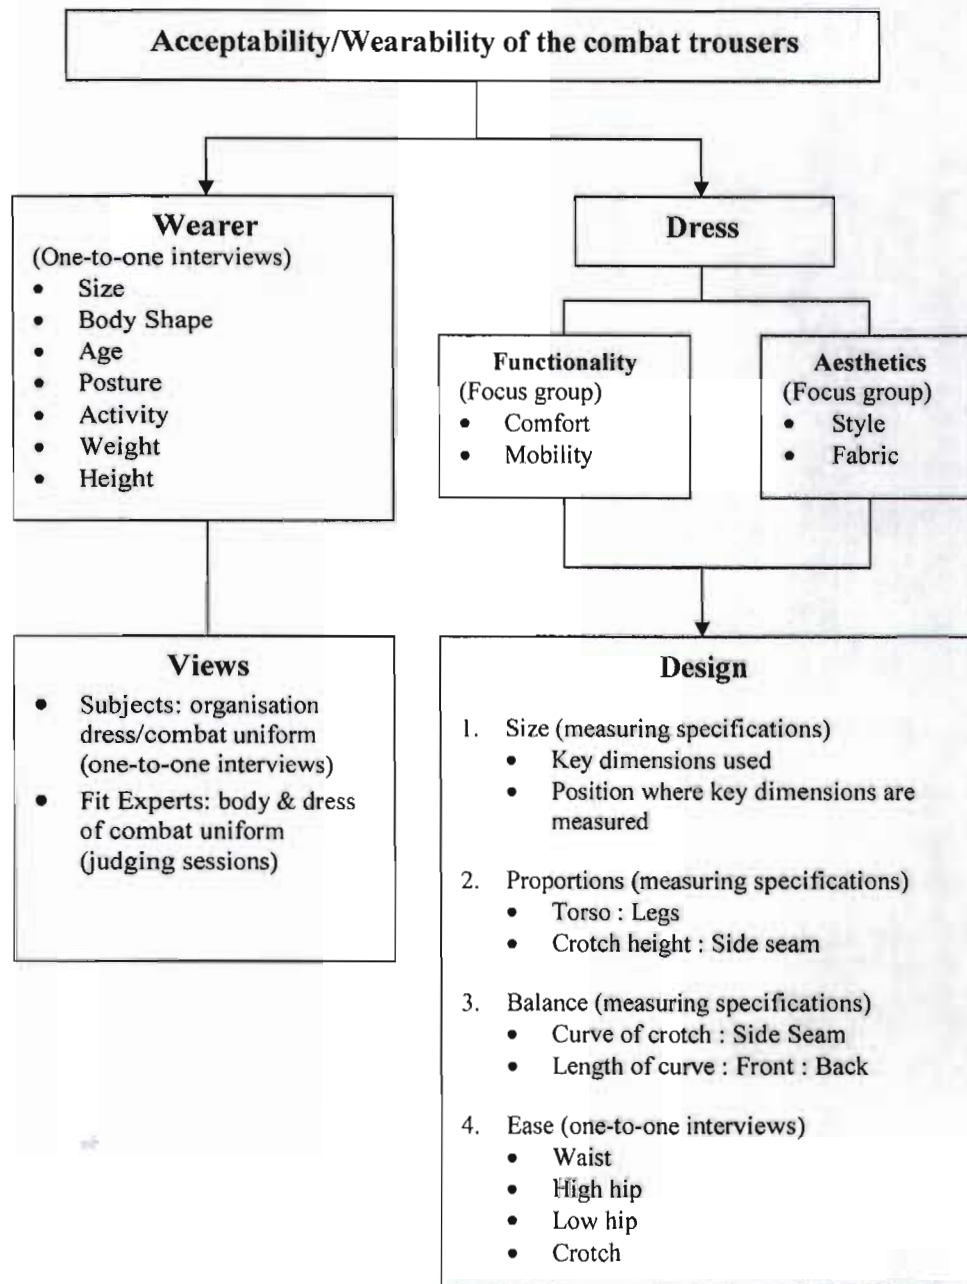 Acceptability/Wearability of the combat trousers
Wearer
(One-to-one interviews)
• Size
• Body Shape
• Age
• Posture
• Activity
• Weight
• Height
Dress
Functionality
(Focus group)
• Comfort
• Mobility
Aesthetics
(Focus group)
• Style
• Fabric
Views
• Subjects: organisation
dress/combat uniform
(one-to-one interviews)
• Fit Experts: body & dress
of combat uniform
(judging sessions)
Design
1. Size (measuring specifications)
• Key dimensions used
• Position where key dimensions are
measured
2. Proportions (measuring specifications)
• Torso : Legs
• Crotch height : Side seam
3. Balance (measuring specifications)
• Curve of crotch : Side Seam
• Length of curve : Front : Back
4. Ease (one-to-one interviews)
• Waist
• High hip
• Low hip
• Crotch